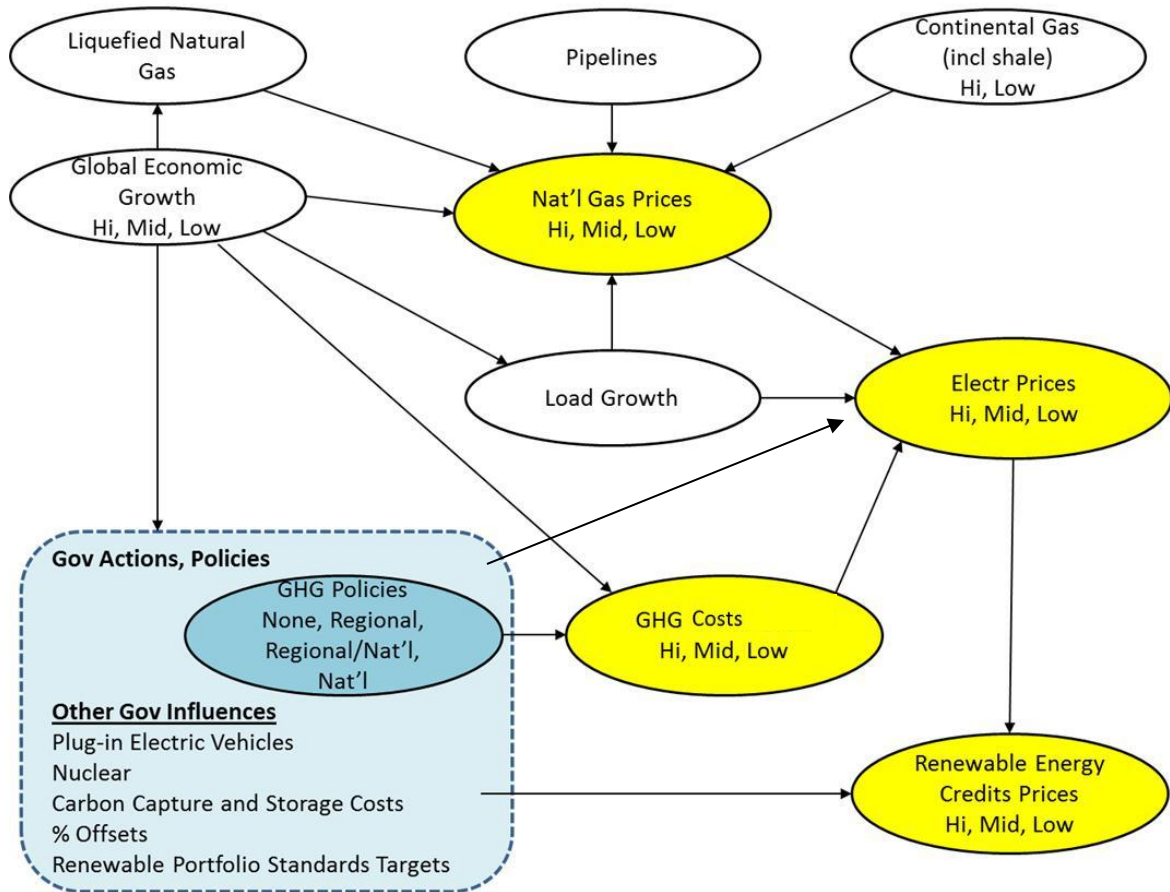 Liquefied Natural
Gas
Pipelines
Continental Gas
(incl shale)
Hi, Low
Global Economic
Growth
Hi, Mid, Low
Nat’l Gas Prices
Hi, Mid, Low
Load Growth
Electr Prices
Hi, Mid, Low
Gov Actions, Policies
GHG Policies
None, Regional,
Regional/Nat’l,
Nat’l
GHG Costs
Hi, Mid, Low
Other Gov Influences
Plug-in Electric Vehicles
Nuclear
Carbon Capture and Storage Costs
% Offsets
Renewable Portfolio Standards Targets
Renewable Energy
Credits Prices
Hi, Mid, Low